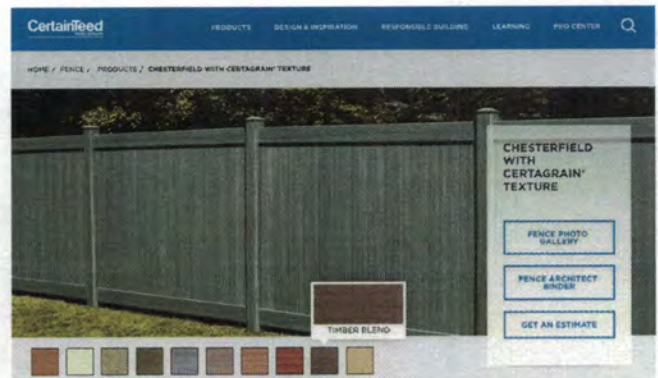 CertainTeed
PRODUCTS DESIGN & INSPIRATION RESPONSIBLE BUILDING LEARNING PRO CENTER
HOME / FENCE / PRODUCTS / CHESTERFIELD WITH CERTAGRAIN® TEXTURE
CHESTERFIELD
WITH
CERTAGRAIN®
TEXTURE
FENCE PHOTO
GALLERY
FENCE ARCHITECT
BINDER
GET AN ESTIMATE
TIMBER BLEND